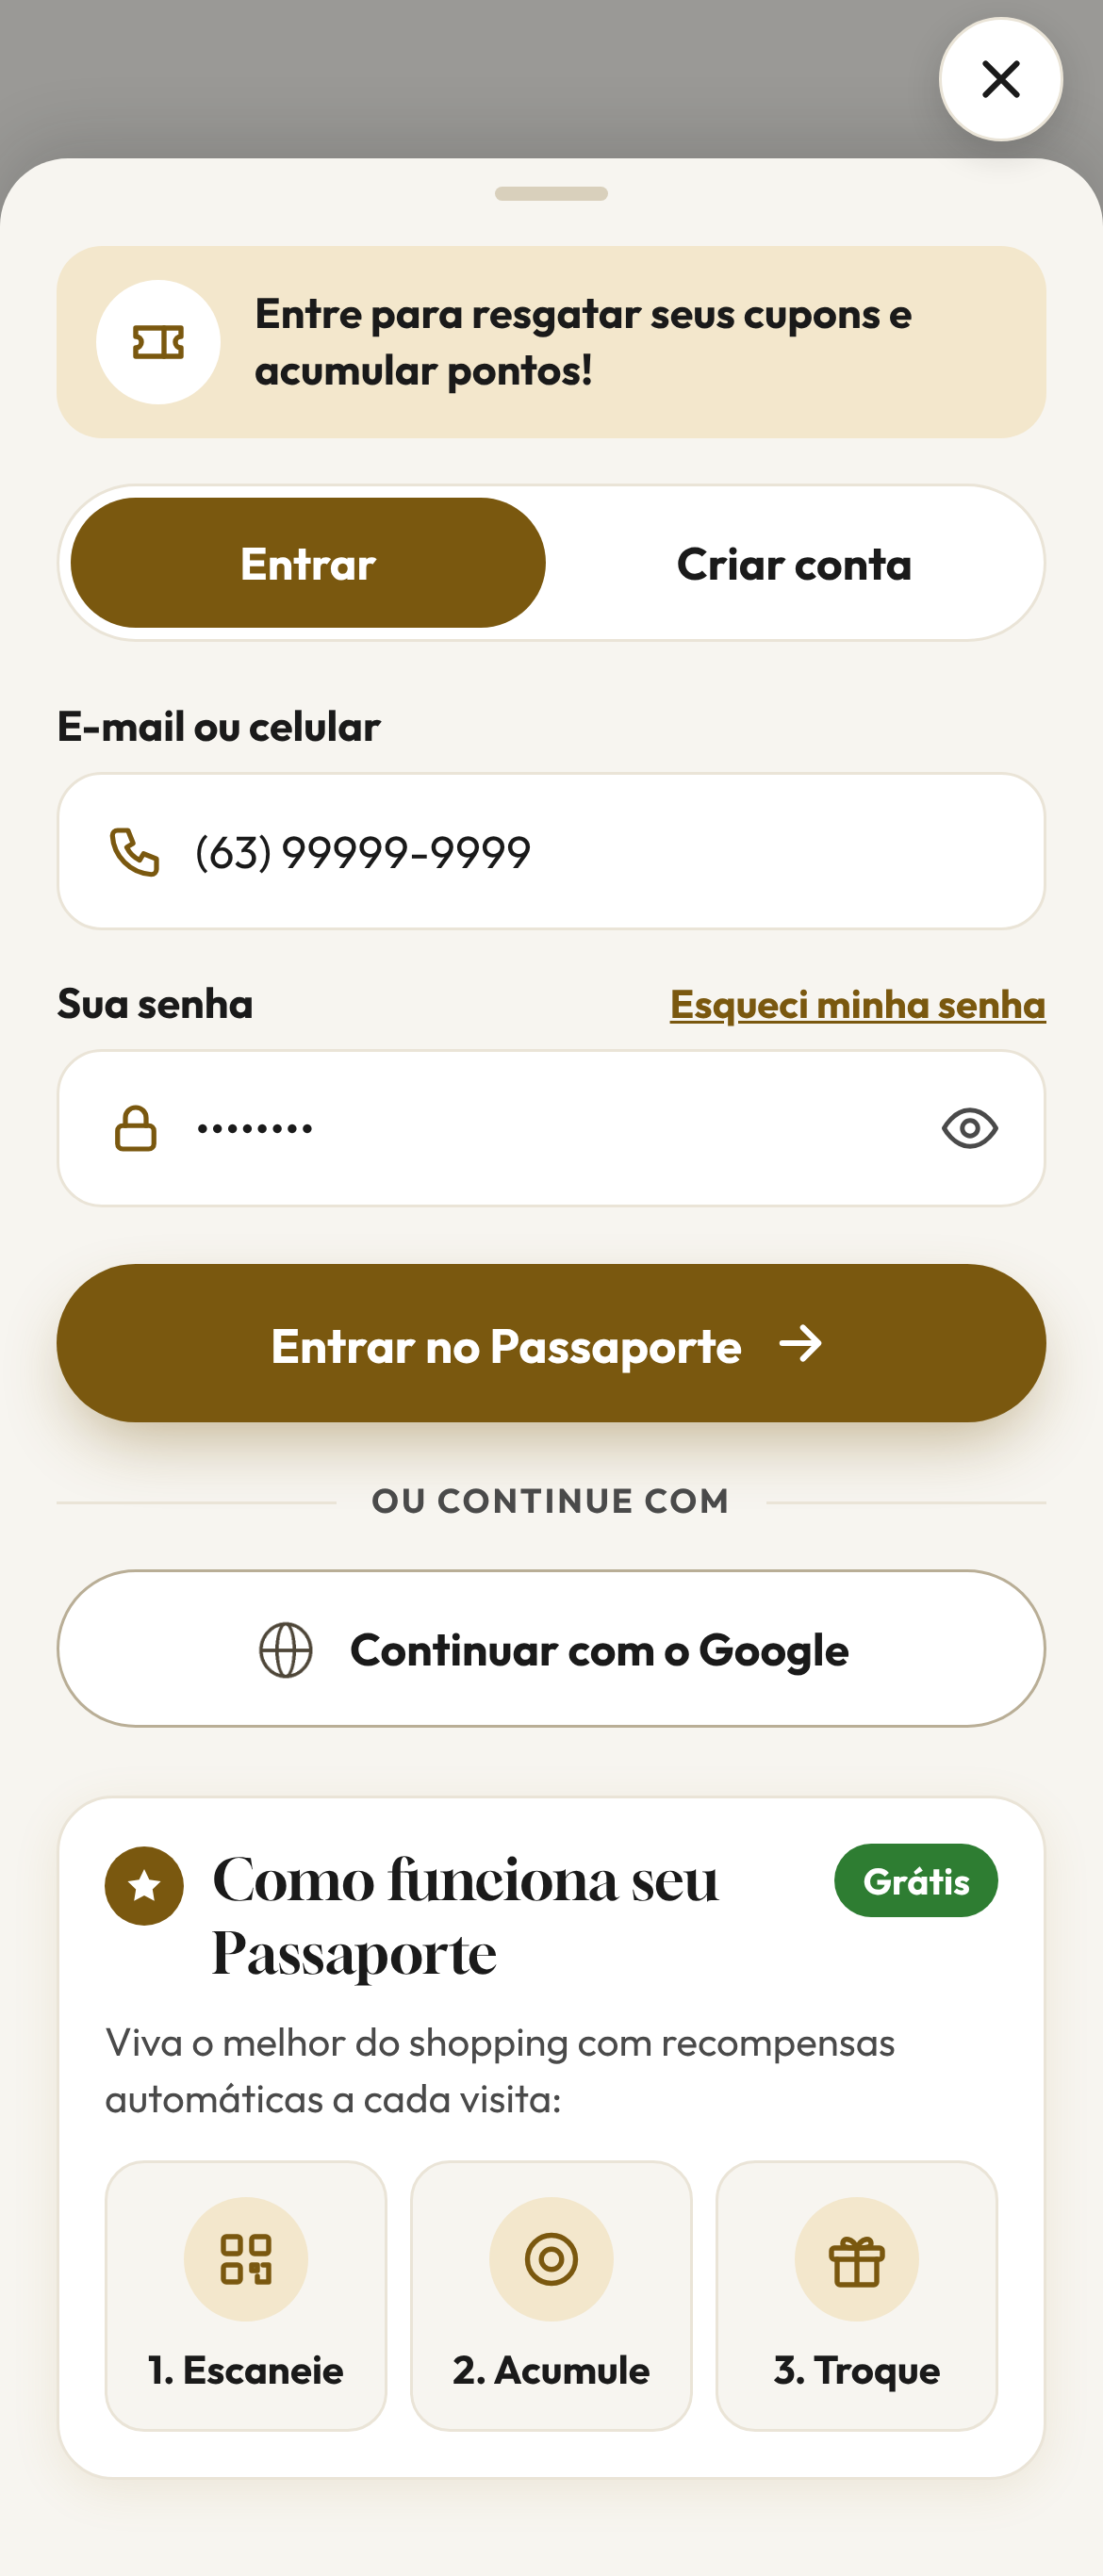 Entre para resgatar seus cupons e
acumular pontos!
Entrar
Criar conta
E-mail ou celular
(63) 99999-9999
Sua senha
Esqueci minha senha
••••••••
Entrar no Passaporte
OU CONTINUE COM
Continuar com o Google
Como funciona seu
Passaporte
Grátis
Viva o melhor do shopping com recompensas
automáticas a cada visita:
1. Escaneie
2. Acumule
3. Troque